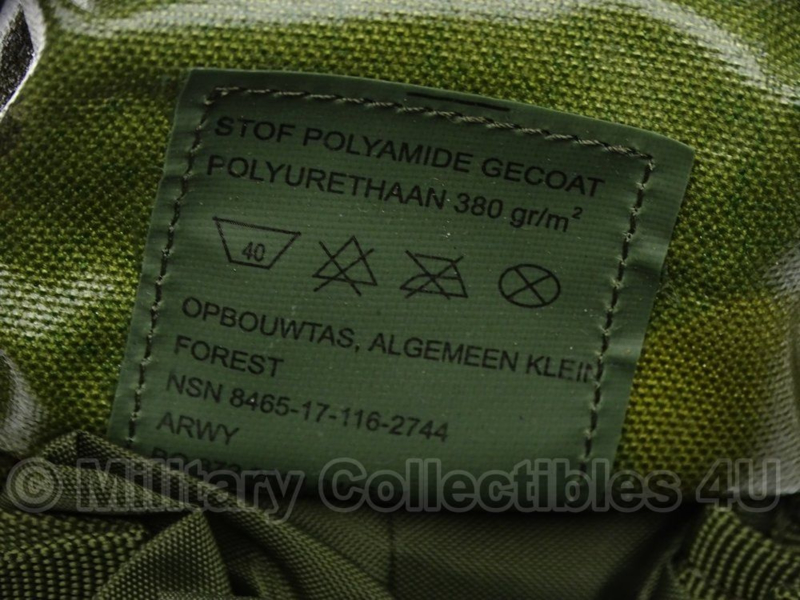 STOF POLYAMIDE GECOAT
POLYURETHAAN 380 gr/m²
40
OPBOUWTAS, ALGEMEEN KLEIN
FOREST
NSN 8465-17-116-2744
ARWY
© Military Collectibles 4U